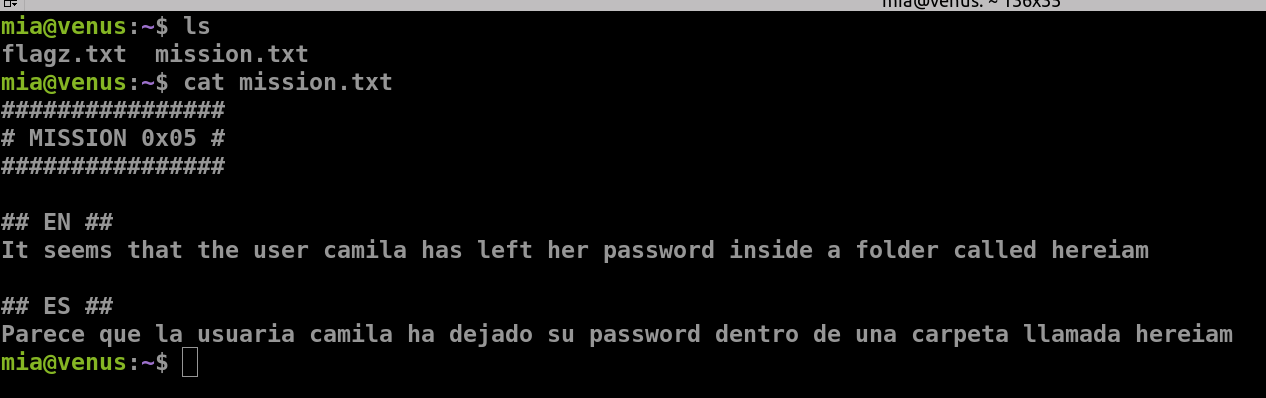 mia@venus: ~ 136x35
mia@venus:~$ ls
flagz.txt  mission.txt
mia@venus:~$ cat mission.txt
################
# MISSION 0x05 #
################
## EN ##
It seems that the user camila has left her password inside a folder called hereiam
## ES ##
Parece que la usuaria camila ha dejado su password dentro de una carpeta llamada hereiam
mia@venus:~$